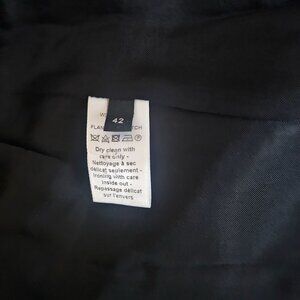 42
Dry clean with
care only -
Nettoyage à sec
délicat seulement -
Ironing with care
inside out -
Repassage délicat
sur l'envers